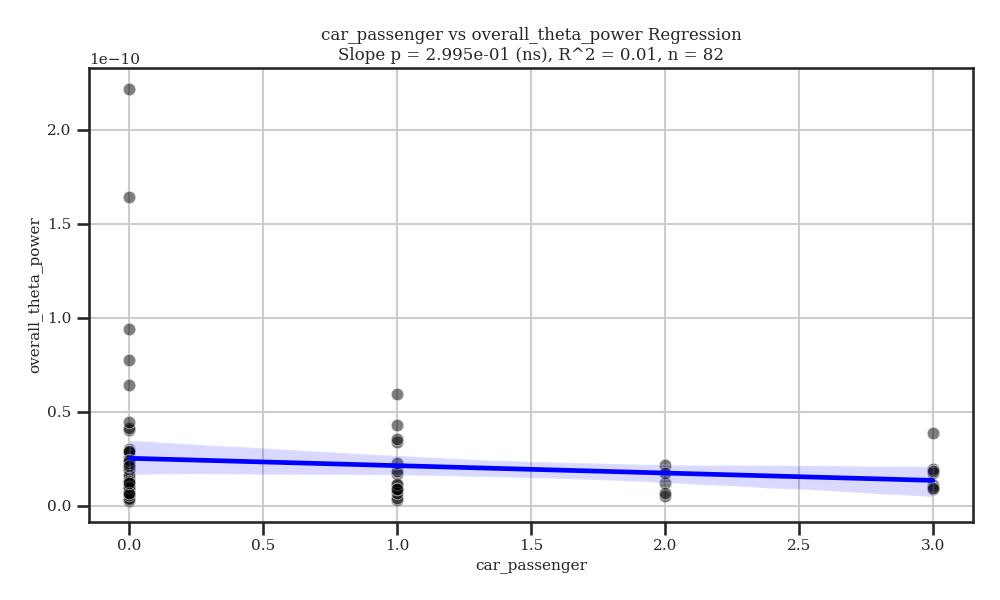 car_passenger vs overall_theta_power Regression
Slope p = 2.995e-01 (ns), R^2 = 0.01, n = 82
1e−10
2.0
1.5
1.0
0.5
0.0
overall_theta_power
0.0 0.5 1.0 1.5 2.0 2.5 3.0
car_passenger